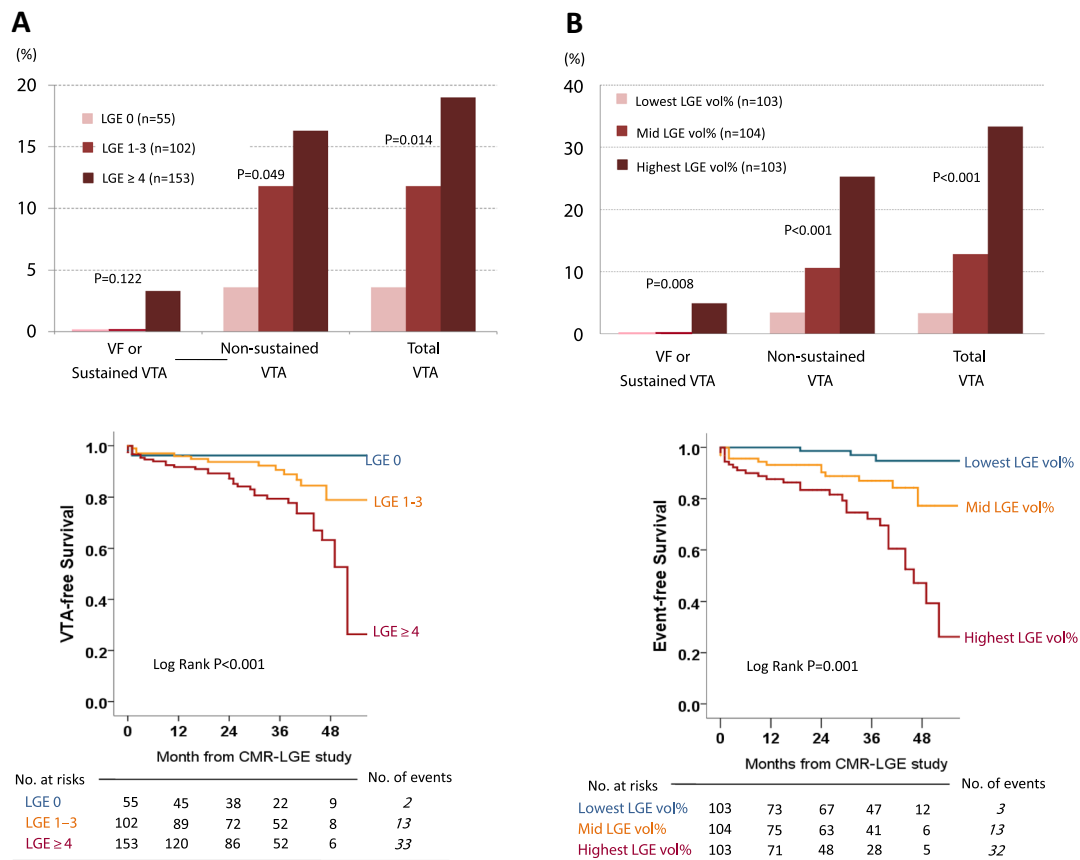 A
(%)
20
15
10
5
0
LGE 0 (n=55)
LGE 1-3 (n=102)
LGE ≥ 4 (n=153)
P=0.122
P=0.049
P=0.014
VF or
Sustained VTA
Non-sustained
VTA
Total
VTA
B
(%)
40
30
20
10
0
Lowest LGE vol% (n=103)
Mid LGE vol% (n=104)
Highest LGE vol% (n=103)
P=0.008
P<0.001
P<0.001
VF or
Sustained VTA
Non-sustained
VTA
Total
VTA
VTA-free Survival
1.0
0.8
0.6
0.4
0.2
0.0
LGE 0
LGE 1-3
LGE ≥ 4
Log Rank P<0.001
0 12 24 36 48
Month from CMR-LGE study
No. at risks No. of events
LGE 0 55 45 38 22 9 2
LGE 1–3 102 89 72 52 8 13
LGE ≥ 4 153 120 86 52 6 33
Event-free Survival
1.0
0.8
0.6
0.4
0.2
0.0
Lowest LGE vol%
Mid LGE vol%
Highest LGE vol%
Log Rank P=0.001
0 12 24 36 48
Months from CMR-LGE study
No. at risks No. of events
Lowest LGE vol% 103 73 67 47 12 3
Mid LGE vol% 104 75 63 41 6 13
Highest LGE vol% 103 71 48 28 5 32